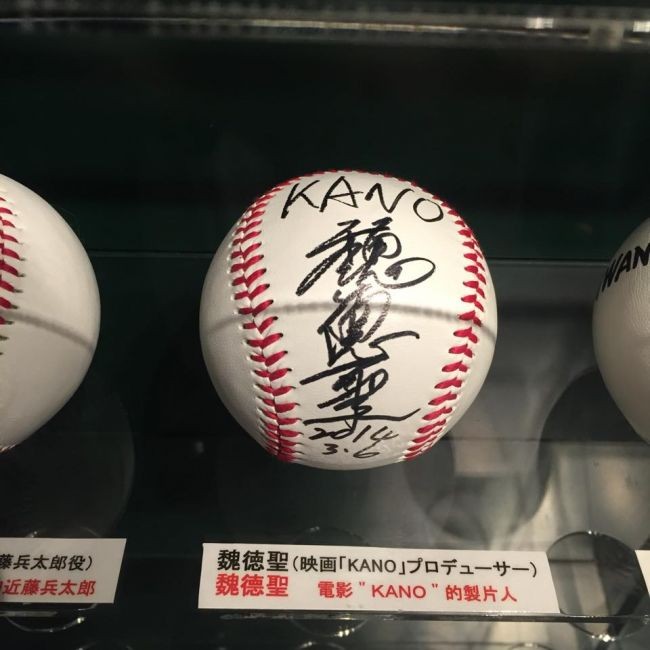 KANO
魏
德
聖
2014
3.6
WAN
藤兵太郎役)
近藤兵太郎
魏徳聖(映画「KANO」プロデューサー)
魏徳聖 電影"KANO"的製片人